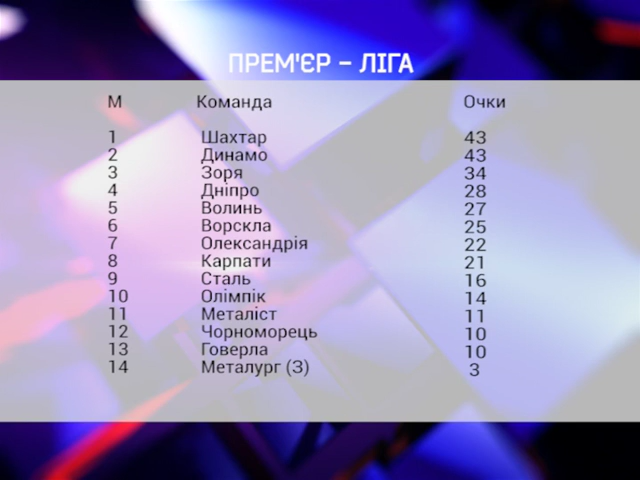 ПРЕМ'ЄР - ЛІГА
М Команда Очки
1 Шахтар 43
2 Динамо 43
3 Зоря 34
4 Дніпро 28
5 Волинь 27
6 Ворскла 25
7 Олександрія 22
8 Карпати 21
9 Сталь 16
10 Олімпік 14
11 Металіст 11
12 Чорноморець 10
13 Говерла 10
14 Металург (З) 3